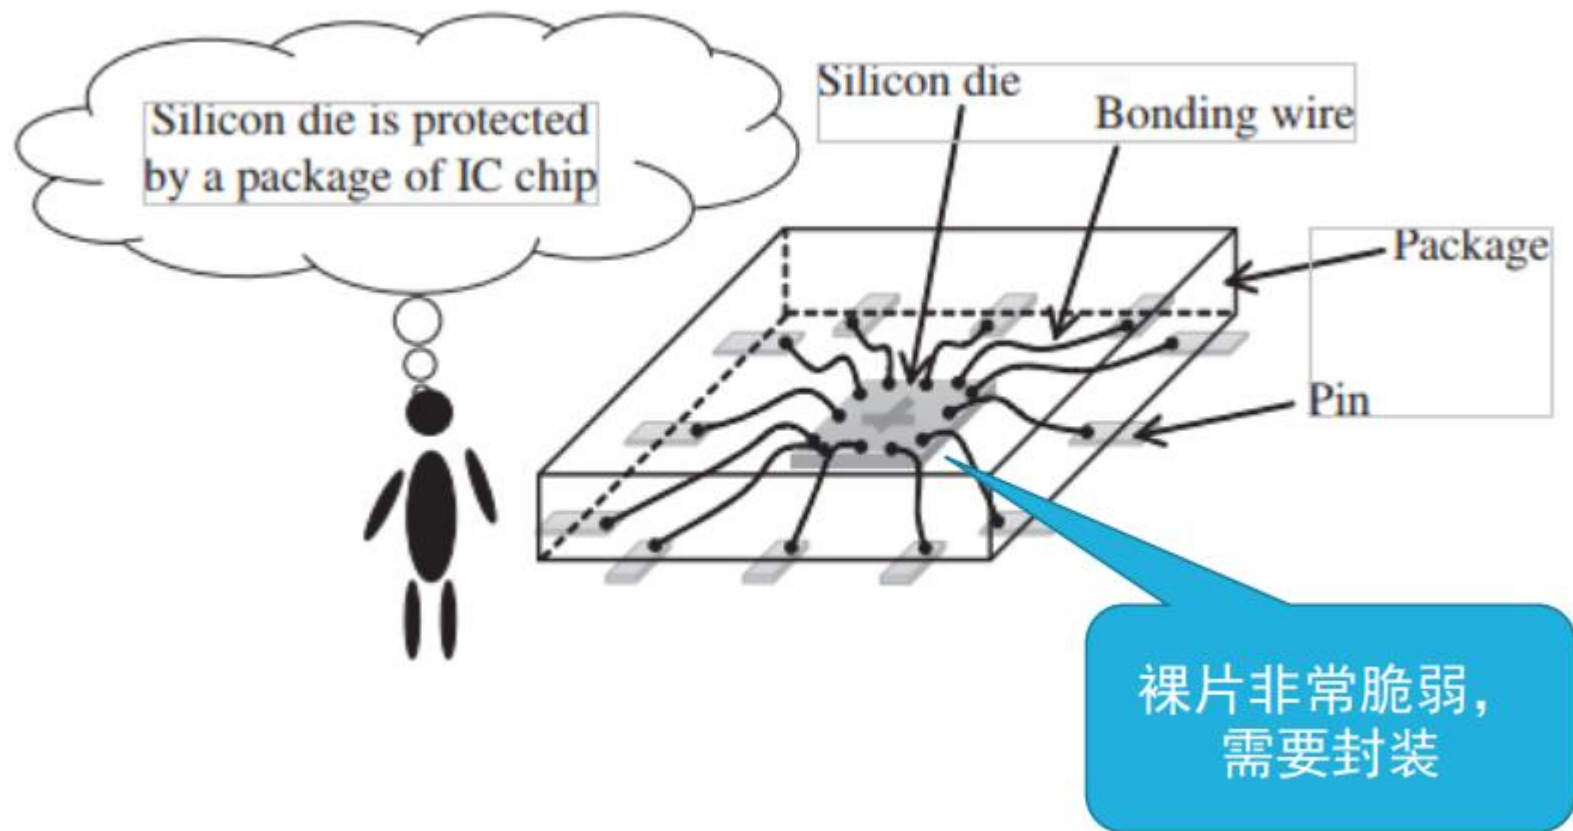 Silicon die is protected
by a package of IC chip
Silicon die
Bonding wire
Package
Pin
裸片非常脆弱，
需要封装